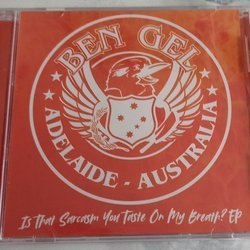 BEN GEL
ADELAIDE - AUSTRALIA
Is That Sarcasm You Taste On My Breath? EP